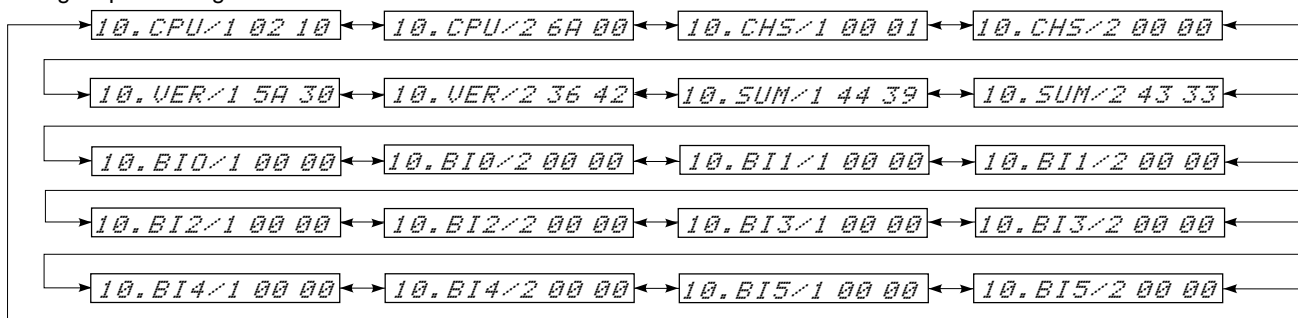 10.CPU/1 02 10 10.CPU/2 6A 00 10.CHS/1 00 01 10.CHS/2 00 00
10.VER/1 5A 30 10.VER/2 36 42 10.SUM/1 44 39 10.SUM/2 43 33
10.BI0/1 00 00 10.BI0/2 00 00 10.BI1/1 00 00 10.BI1/2 00 00
10.BI2/1 00 00 10.BI2/2 00 00 10.BI3/1 00 00 10.BI3/2 00 00
10.BI4/1 00 00 10.BI4/2 00 00 10.BI5/1 00 00 10.BI5/2 00 00